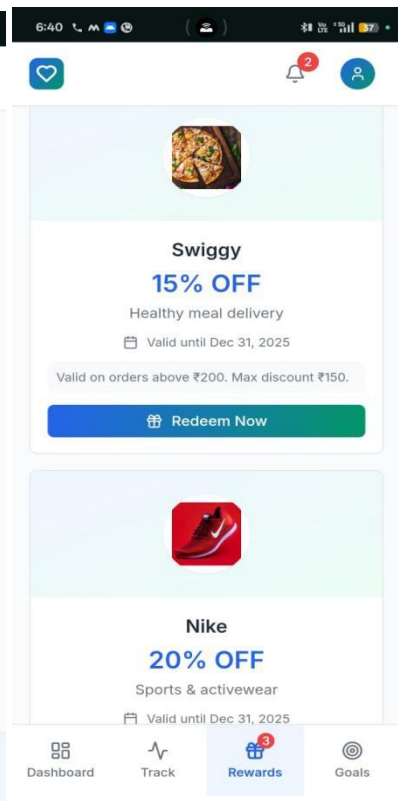 6:40
57
2
Swiggy
15% OFF
Healthy meal delivery
Valid until Dec 31, 2025
Valid on orders above ₹200. Max discount ₹150.
Redeem Now
Nike
20% OFF
Sports & activewear
Valid until Dec 31, 2025
3
Dashboard Track Rewards Goals